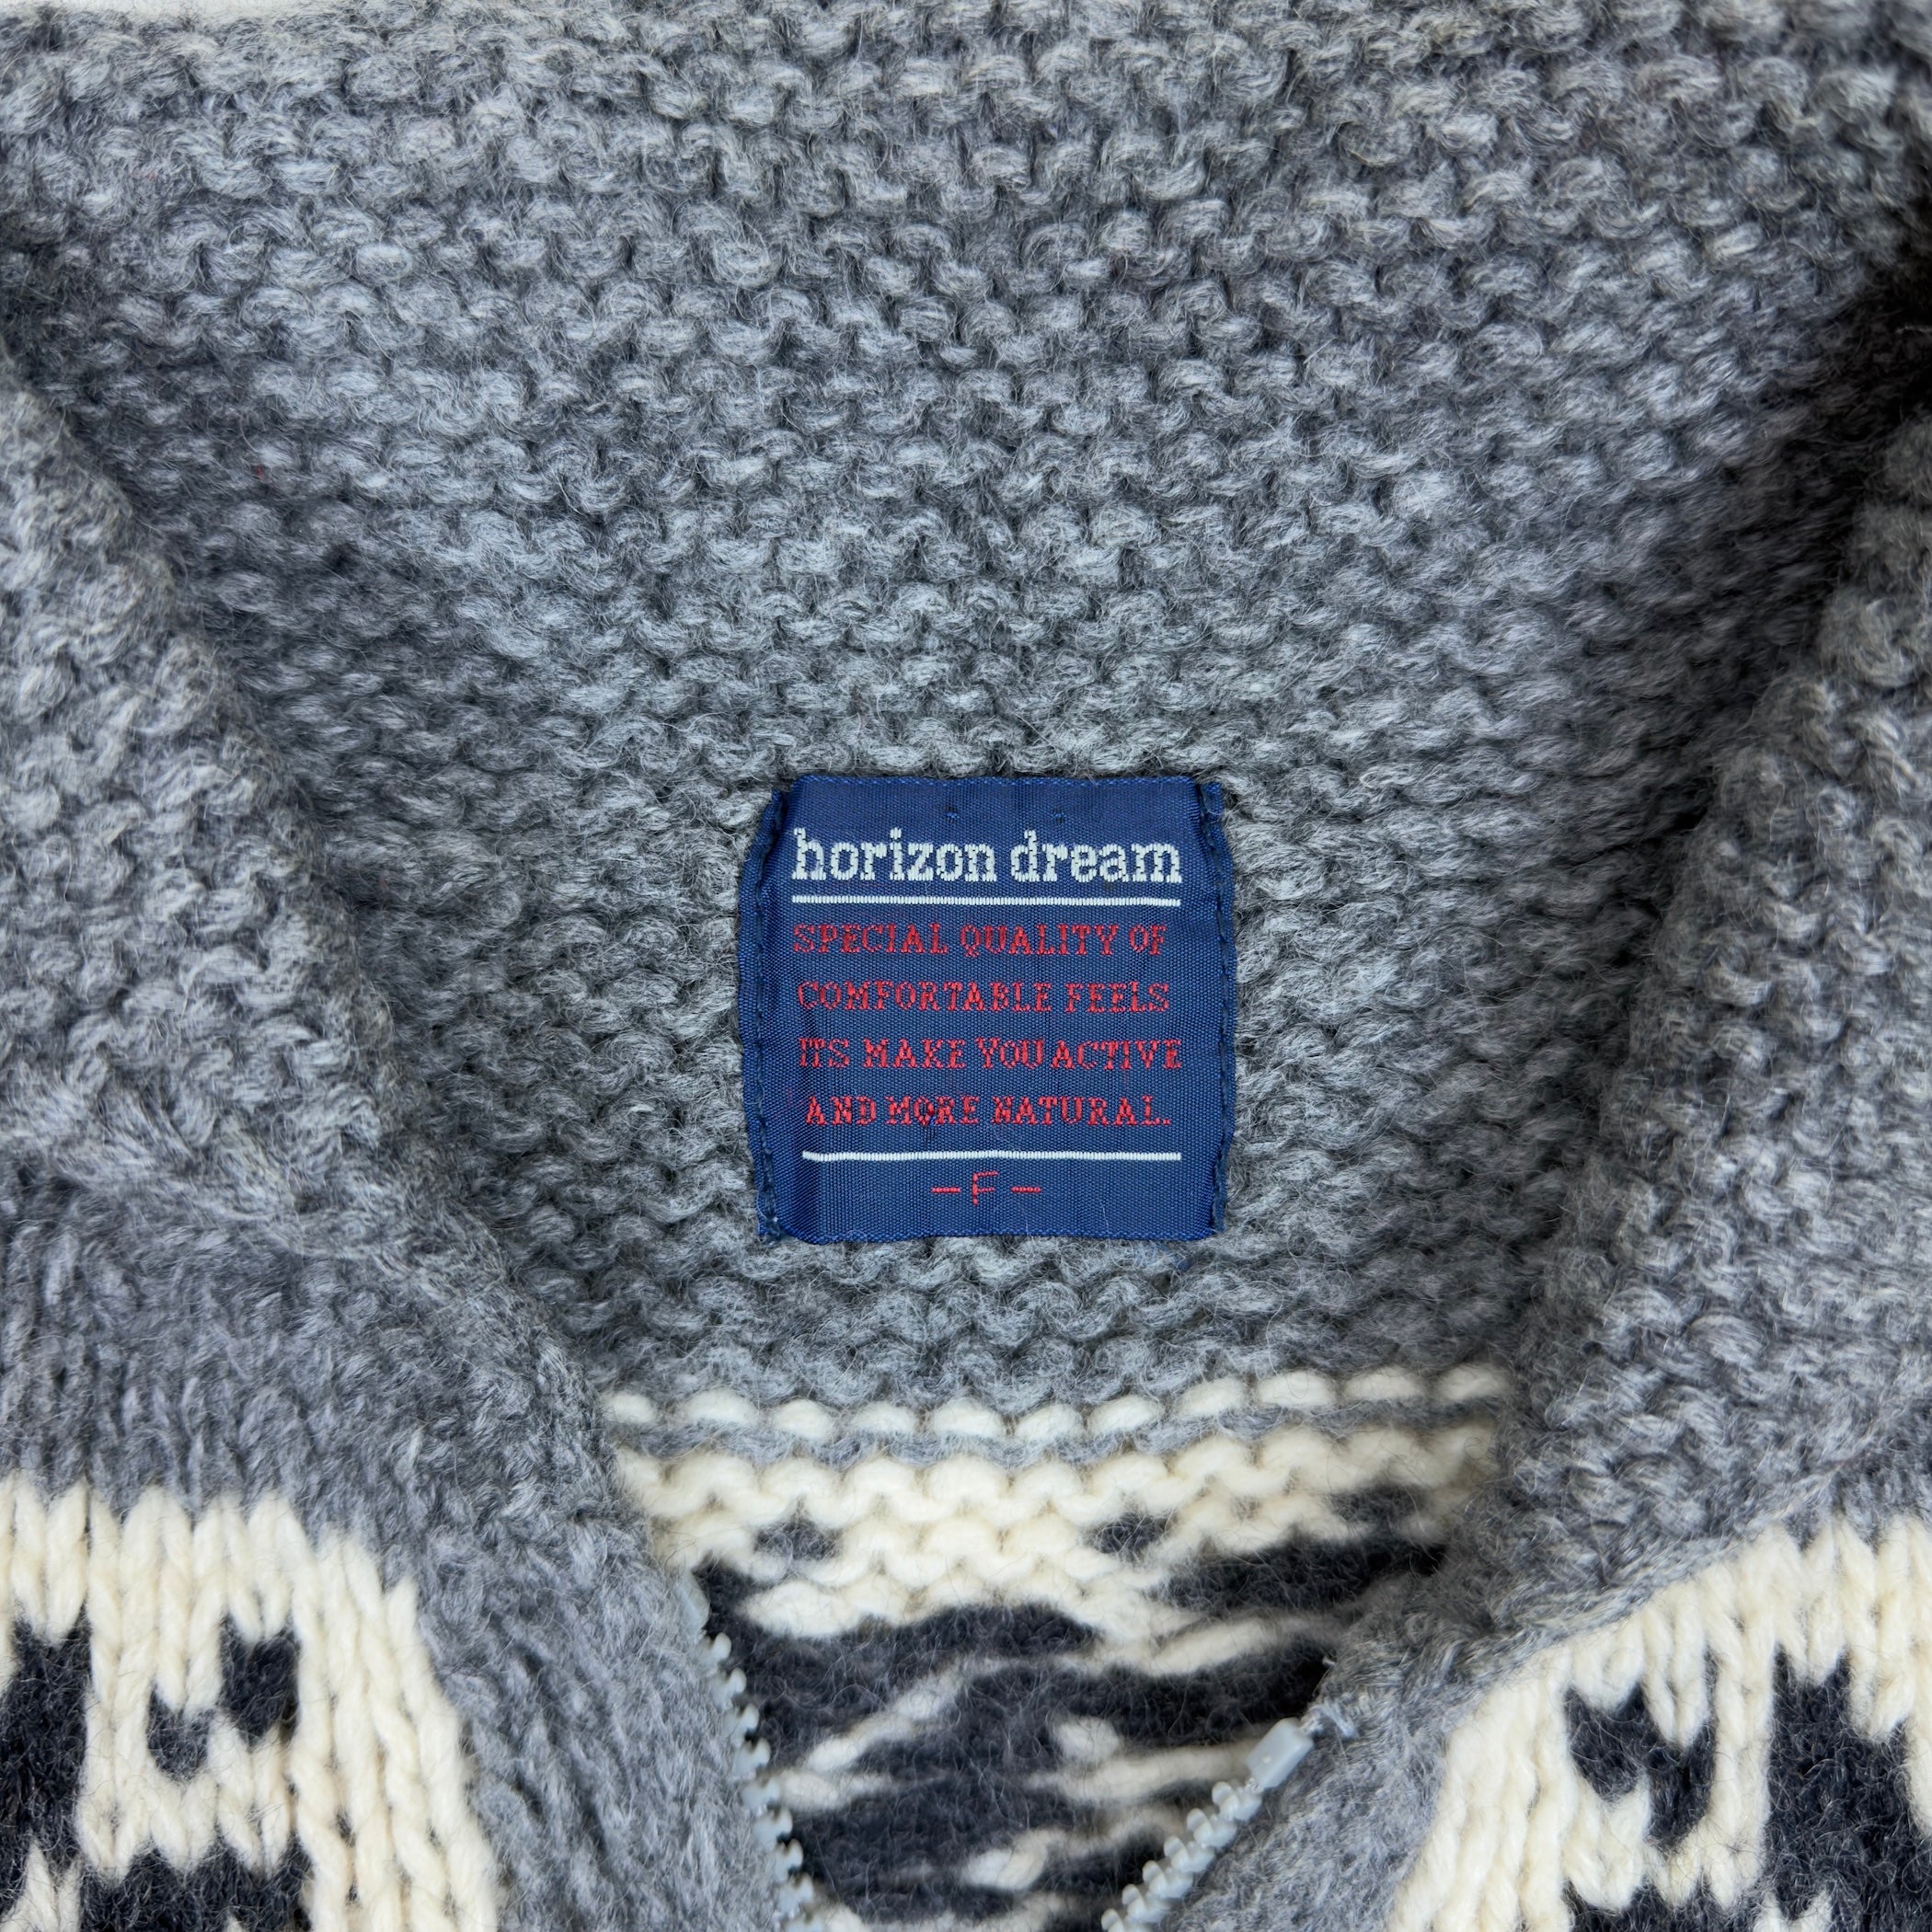 horizon dream
SPECIAL QUALITY OF
COMFORTABLE FEELS
ITS MAKE YOU ACTIVE
AND MORE NATURAL.
-F-